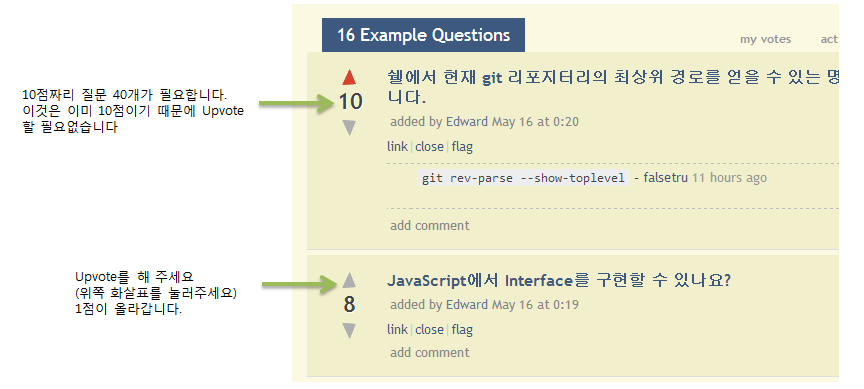 16 Example Questions
my votes
10점짜리 질문 40개가 필요합니다.
이것은 이미 10점이기 때문에 Upvote
할 필요없습니다
10
쉘에서 현재 git 리포지터리의 최상위 경로를 얻을 수 있는 명
니다.
added by Edward May 16 at 0:20
link | close | flag
git rev-parse --show-toplevel - falsetru 11 hours ago
add comment
Upvote를 해 주세요
(위쪽 화살표를 눌러주세요)
1점이 올라갑니다.
8
JavaScript에서 Interface를 구현할 수 있나요?
added by Edward May 16 at 0:19
link | close | flag
add comment